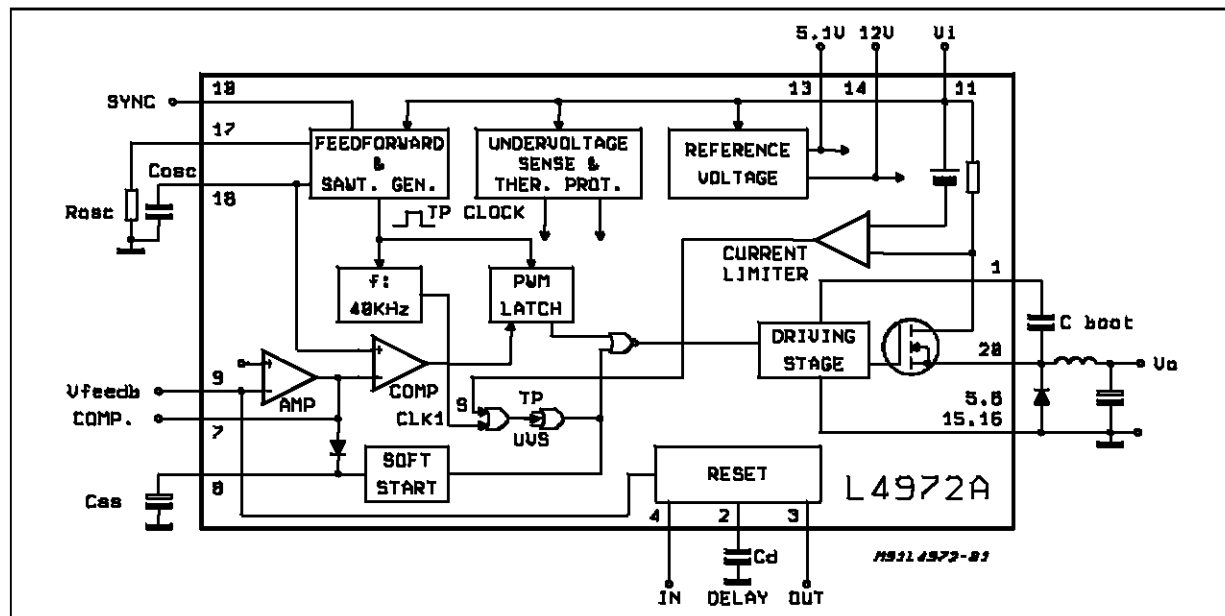 5.1V 12V Vi
SYNC 18 13 14 11
17
FEEDFORWARD
&
SAWT. GEN.
UNDERVOLTAGE
SENSE &
THER. PROT.
REFERENCE
VOLTAGE
Cosc
18
Rosc
TP CLOCK
CURRENT
LIMITER
1
f:
40KHz
PWM
LATCH
C boot
DRIVING
STAGE
20
Vo
Vfeedb 9
AMP
COMP
COMP.
7
S
CLK1
TP
UVS
5.6
15.16
SOFT
START
RESET
L4972A
Css
8
4 2 3
Cd
M91L4972-01
IN DELAY OUT